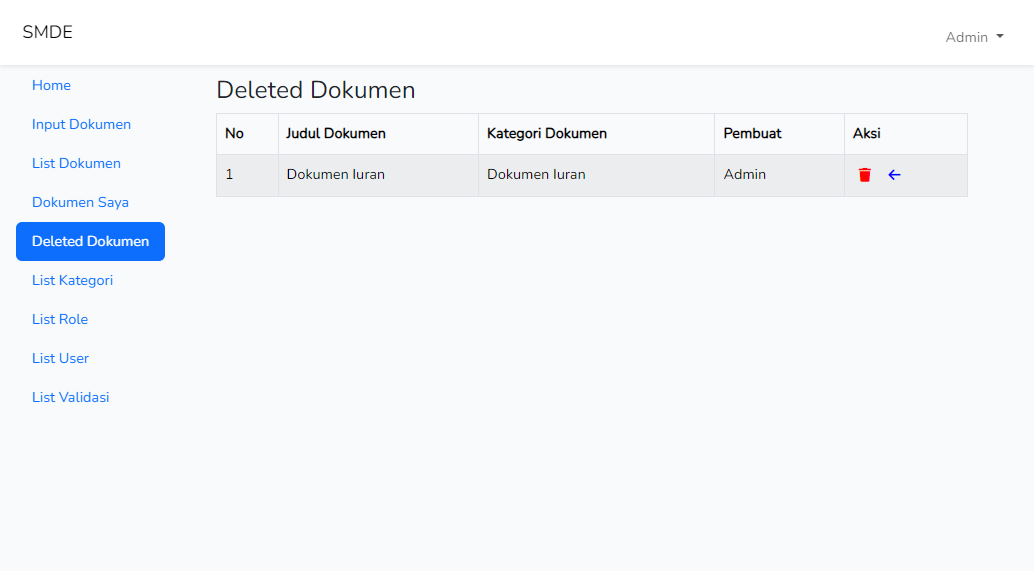 SMDE
Admin
Home
Input Dokumen
List Dokumen
Dokumen Saya
Deleted Dokumen
List Kategori
List Role
List User
List Validasi
Deleted Dokumen
No Judul Dokumen Kategori Dokumen Pembuat Aksi
1 Dokumen Iuran Dokumen Iuran Admin